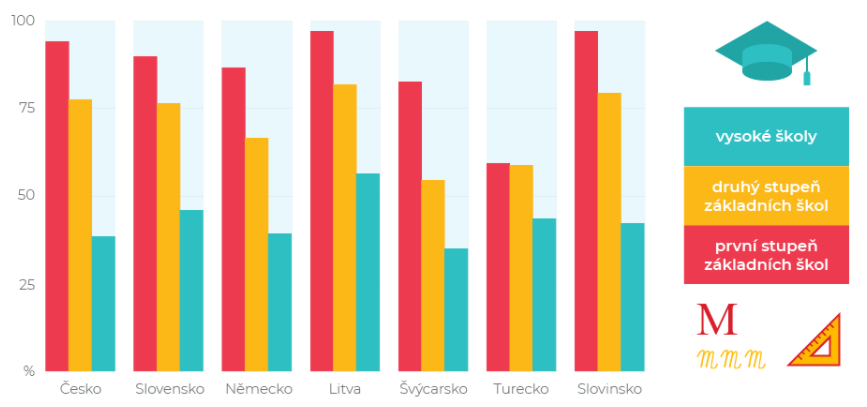 100
75
50
25
%
Česko
Slovensko
Německo
Litva
Švýcarsko
Turecko
Slovinsko
vysoké školy
druhý stupeň
základních škol
první stupeň
základních škol
M
mmm